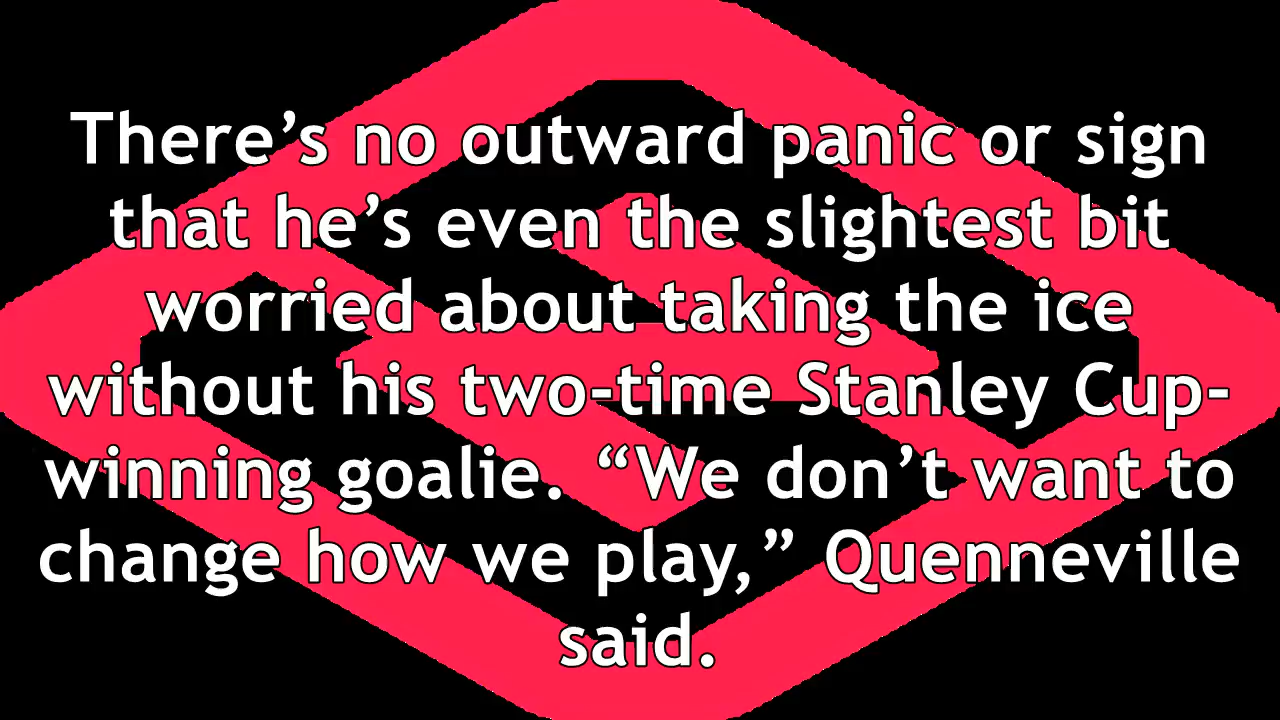 There’s no outward panic or sign
that he’s even the slightest bit
worried about taking the ice
without his two-time Stanley Cup-
winning goalie.  “We don’t want to
change how we play,” Quenneville
said.